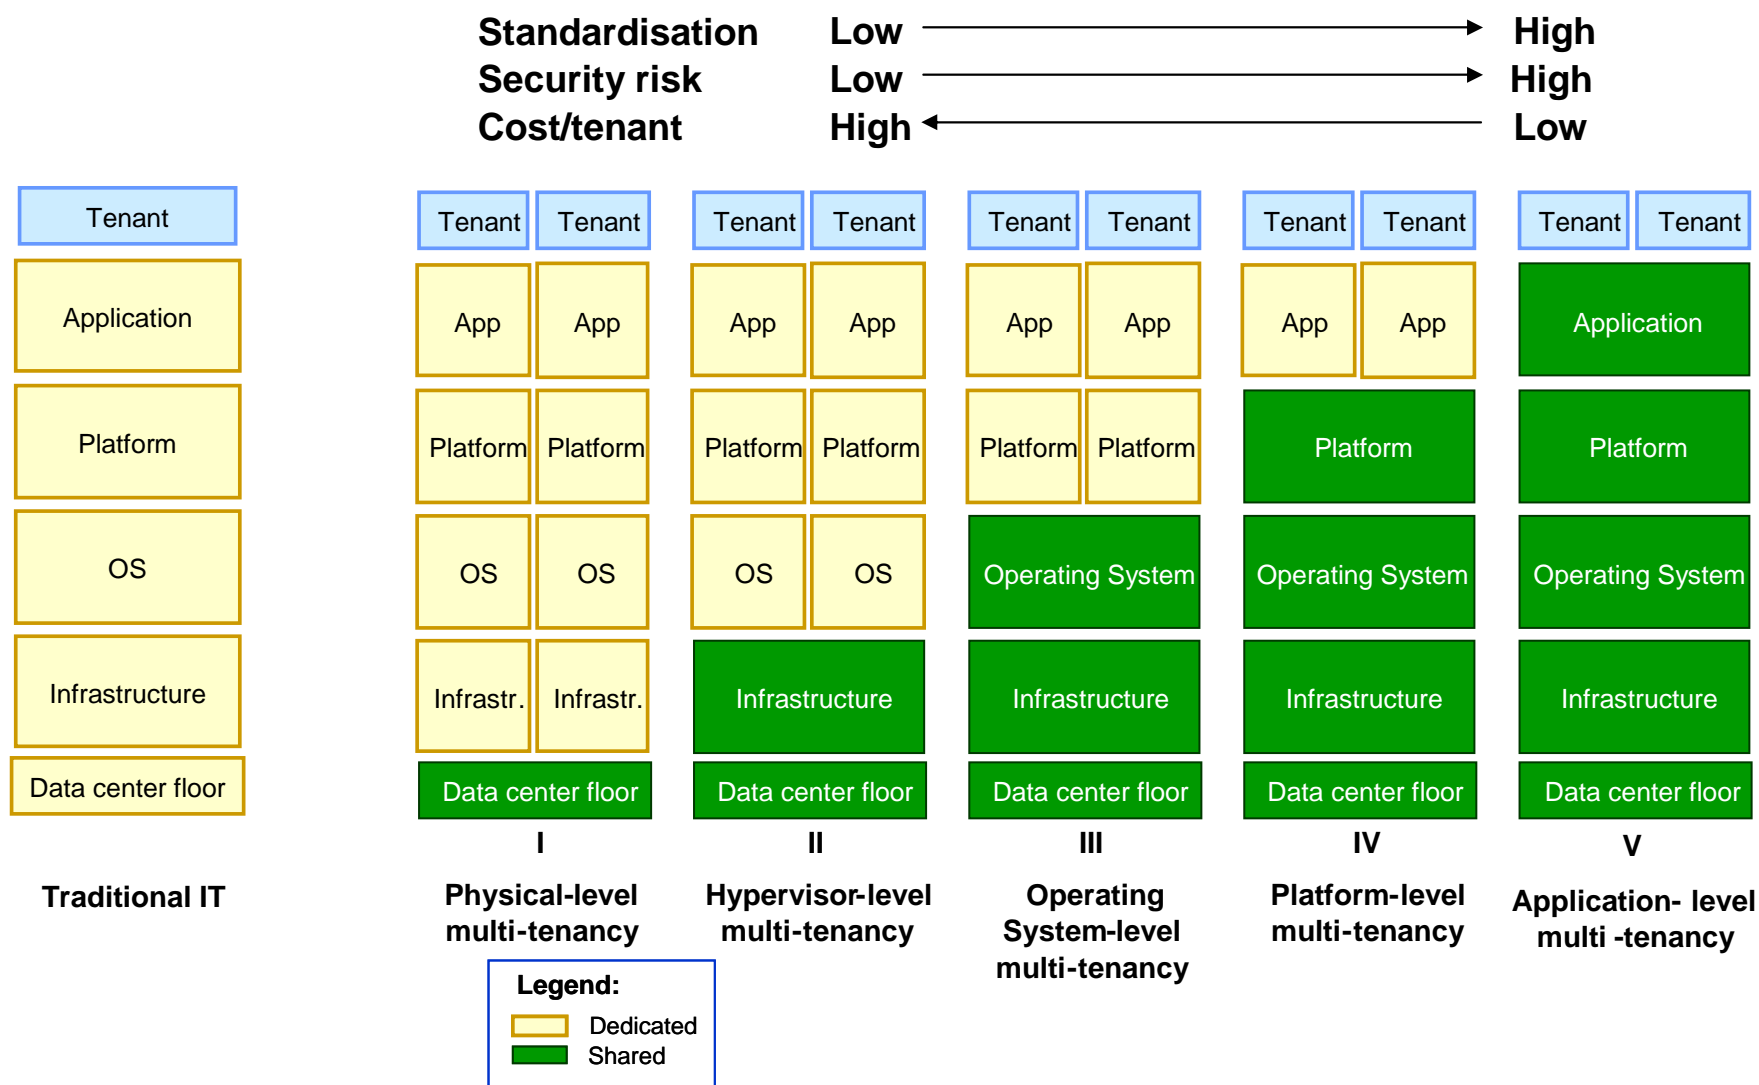 Standardisation Low High
Security risk Low High
Cost/tenant High Low
Tenant Tenant Tenant Tenant Tenant Tenant Tenant Tenant Tenant Tenant Tenant
Application App App App App App App App App Application
Platform Platform Platform Platform Platform Platform Platform Platform Platform
OS OS OS OS OS Operating System Operating System Operating System
Infrastructure Infrastr. Infrastr. Infrastructure Infrastructure Infrastructure Infrastructure
Data center floor Data center floor Data center floor Data center floor Data center floor Data center floor
I II III IV V
Traditional IT
Physical-level
multi-tenancy
Hypervisor-level
multi-tenancy
Operating
System-level
multi-tenancy
Platform-level
multi-tenancy
Application- level
multi -tenancy
Legend:
Dedicated
Shared